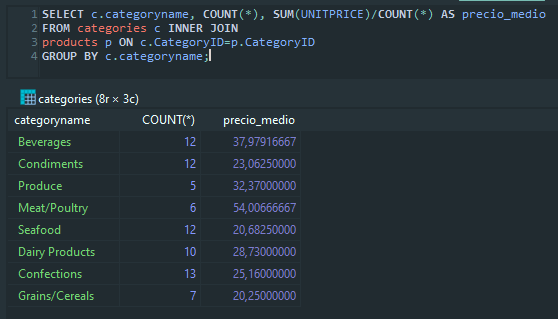 1 SELECT c.categoryname, COUNT(*), SUM(UNITPRICE)/COUNT(*) AS precio_medio
2 FROM categories c INNER JOIN
3 products p ON c.CategoryID=p.CategoryID
4 GROUP BY c.categoryname;
categories (8r × 3c)
categoryname COUNT(*) precio_medio
Beverages 12 37,97916667
Condiments 12 23,06250000
Produce 5 32,37000000
Meat/Poultry 6 54,00666667
Seafood 12 20,68250000
Dairy Products 10 28,73000000
Confections 13 25,16000000
Grains/Cereals 7 20,25000000